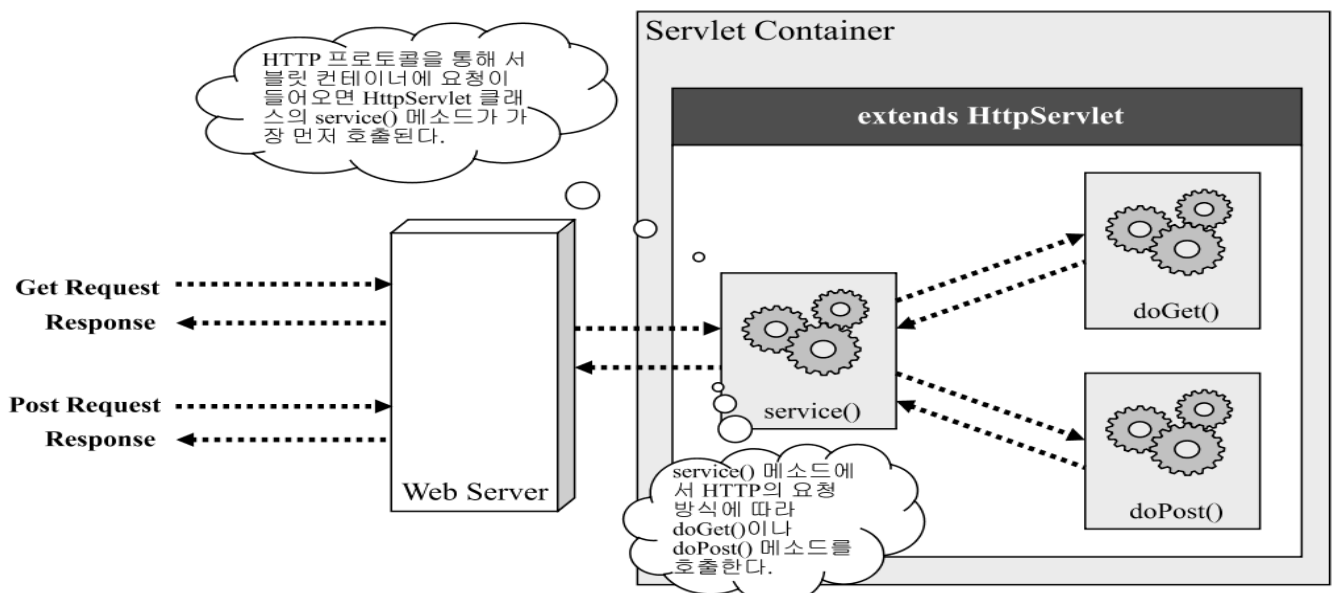 Servlet Container
HTTP 프로토콜을 통해 서
블릿 컨테이너에 요청이
들어오면 HttpServlet 클래
스의 service() 메소드가 가
장 먼저 호출된다.
extends HttpServlet
Get Request
Response
Post Request
Response
Web Server
service()
doGet()
doPost()
service() 메소드에
서 HTTP의 요청
방식에 따라
doGet()이나
doPost() 메소드를
호출한다.